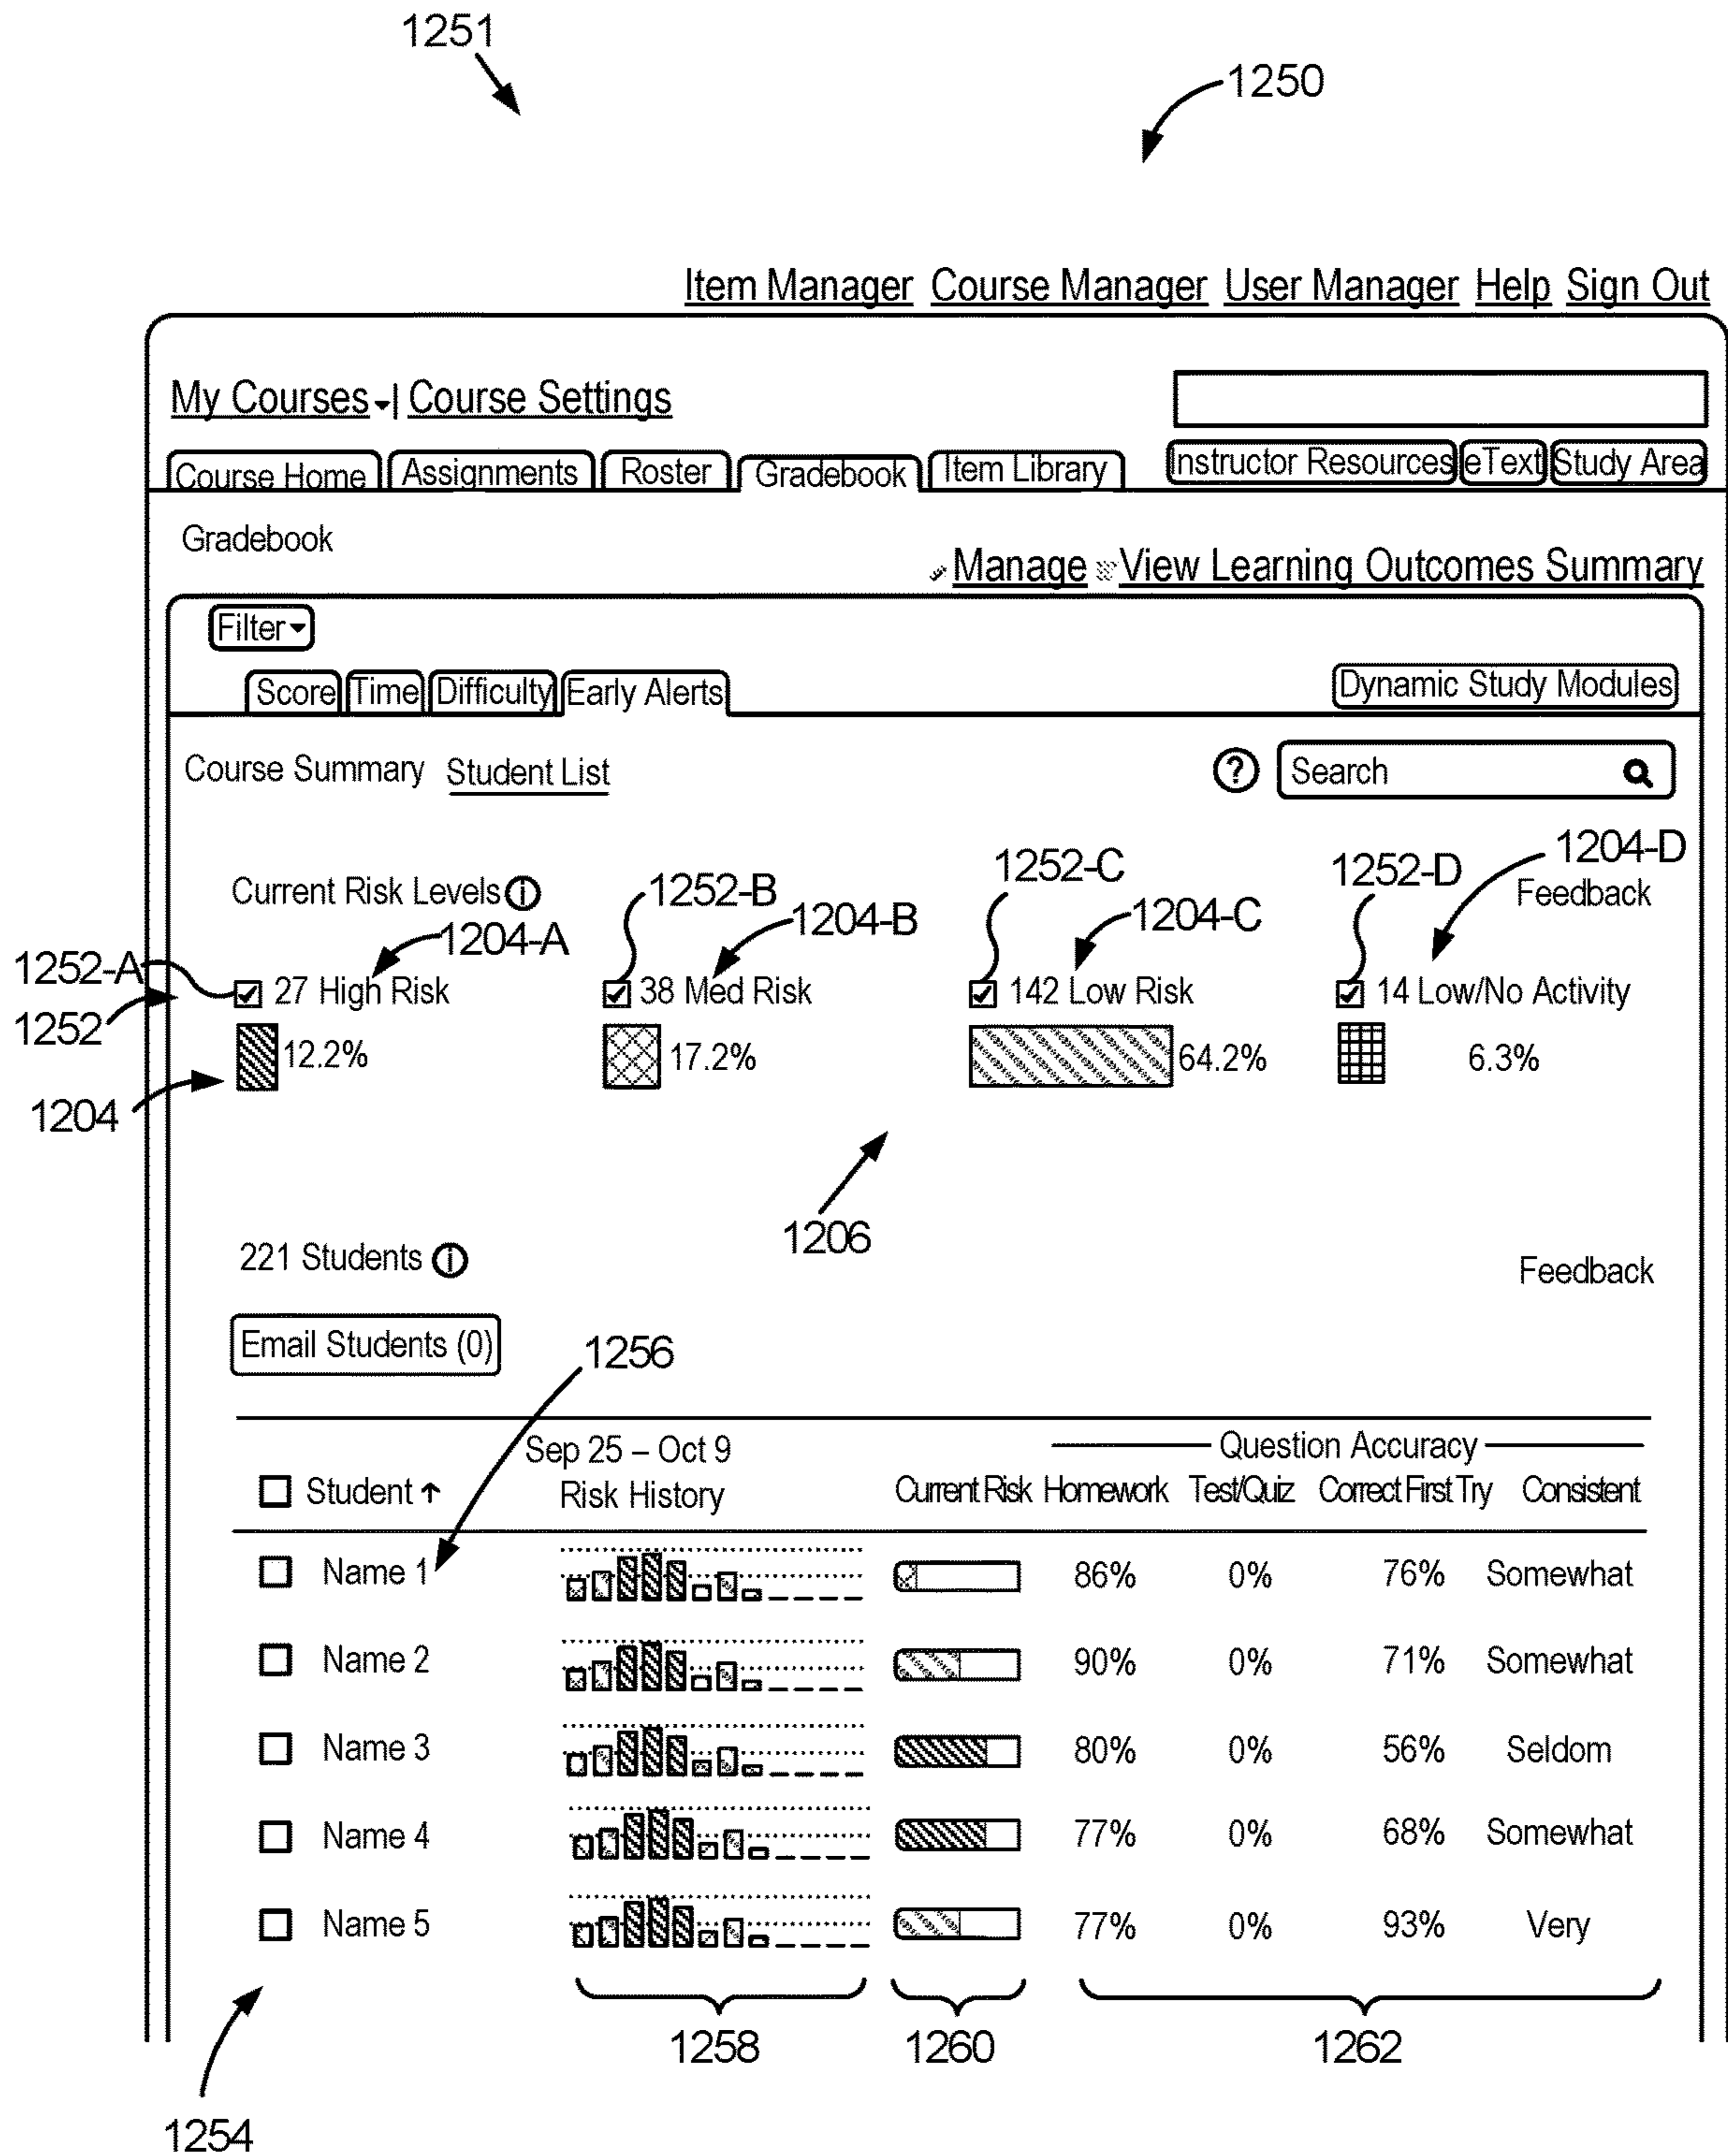 1251
1250
Item Manager Course Manager User Manager Help Sign Out
My Courses | Course Settings
Course Home Assignments Roster Gradebook Item Library Instructor Resources eText Study Area
Gradebook
Manage View Learning Outcomes Summary
Filter
Score Time Difficulty Early Alerts Dynamic Study Modules
Course Summary Student List ? Search
1252-A 1252-B 1252-C 1252-D 1204-D
Current Risk Levels i Feedback
1204-A 1204-B 1204-C
27 High Risk 38 Med Risk 142 Low Risk 14 Low/No Activity
1252
12.2% 17.2% 64.2% 6.3%
1204
1206
221 Students i Feedback
Email Students (0)
1256
Sep 25 – Oct 9 Question Accuracy
Student ↑ Risk History Current Risk Homework Test/Quiz Correct First Try Consistent
Name 1 86% 0% 76% Somewhat
Name 2 90% 0% 71% Somewhat
Name 3 80% 0% 56% Seldom
Name 4 77% 0% 68% Somewhat
Name 5 77% 0% 93% Very
1258 1260 1262
1254